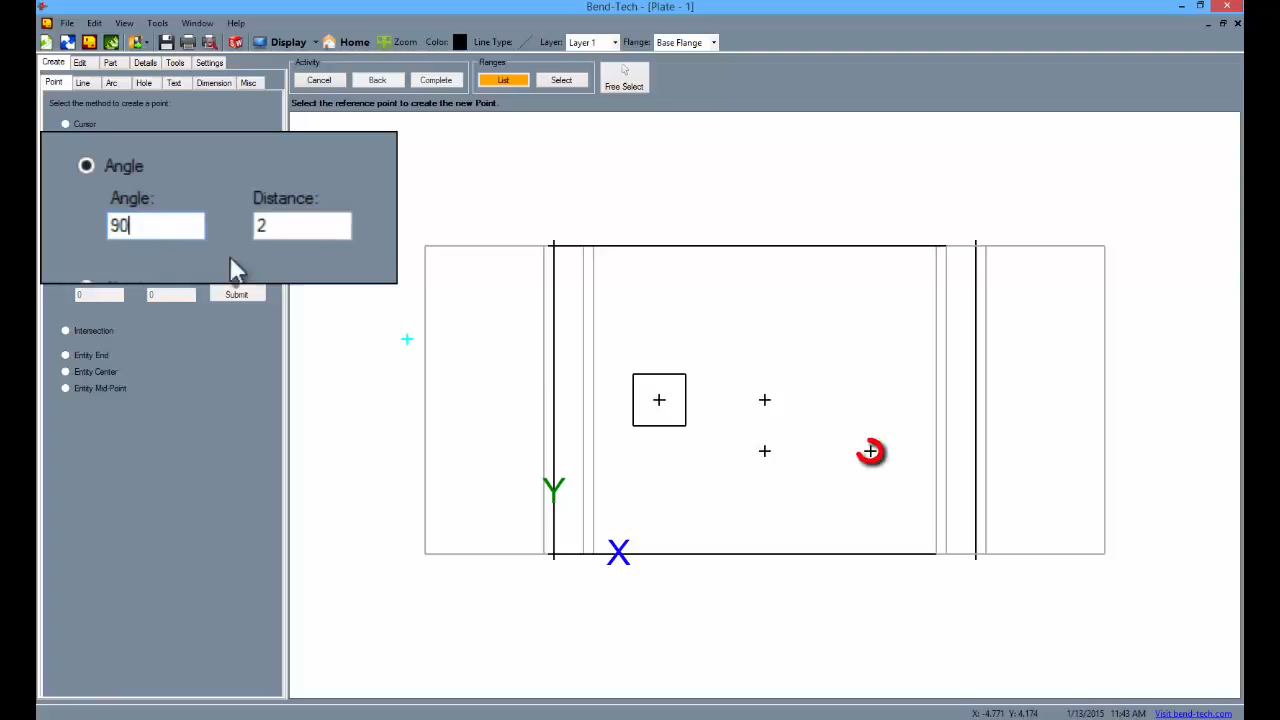 Bend-Tech - [Plate - 1]
File Edit View Tools Window Help
Display Home Zoom Color: Line Type: Layer: Layer 1 Flange: Base Flange
Create Edit Part Details Tools Settings
Point Line Arc Hole Text Dimension Misc
Activity
Cancel Back Complete
Flanges
List Select
Free Select
Select the method to create a point:
Select the reference point to create the new Point.
Cursor
Angle
Angle: Distance:
90 2
0 0 Submit
Intersection
Entity End
Entity Center
Entity Mid-Point
Y
X
X: -4.771 Y: 4.174 1/13/2015 11:43 AM Visit bend-tech.com